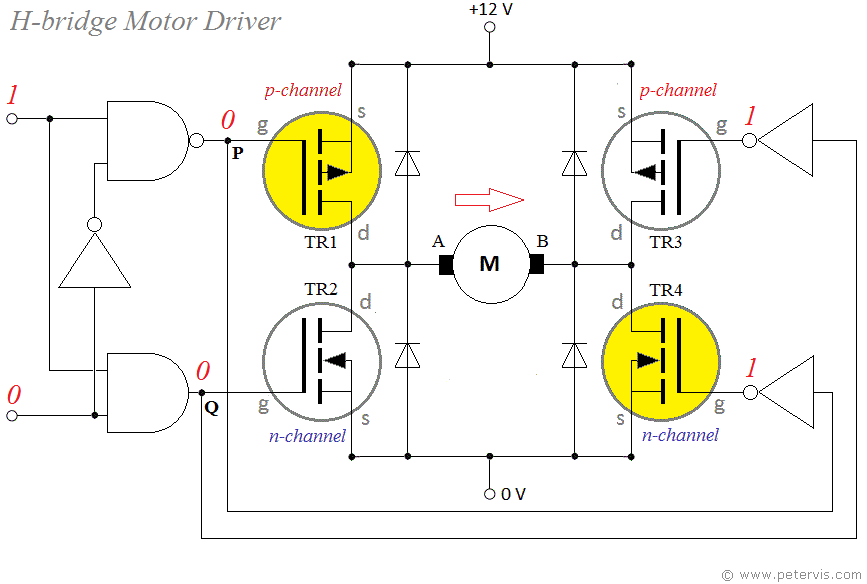 H-bridge Motor Driver
+12 V
1
0
P
p-channel
g
s
d
TR1
p-channel
s
g
d
TR3
1
A
M
B
TR2
d
g
s
n-channel
TR4
d
s
g
n-channel
1
0
0
Q
0 V
© www.petervis.com